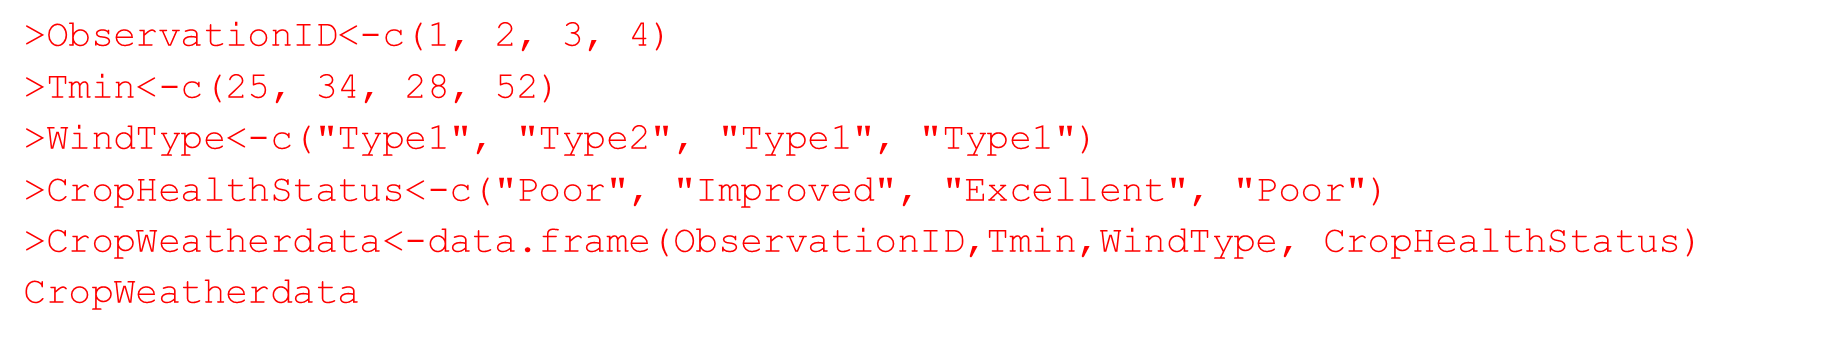 >ObservationID<-c(1, 2, 3, 4)
>Tmin<-c(25, 34, 28, 52)
>WindType<-c("Type1", "Type2", "Type1", "Type1")
>CropHealthStatus<-c("Poor", "Improved", "Excellent", "Poor")
>CropWeatherdata<-data.frame(ObservationID,Tmin,WindType, CropHealthStatus)
CropWeatherdata